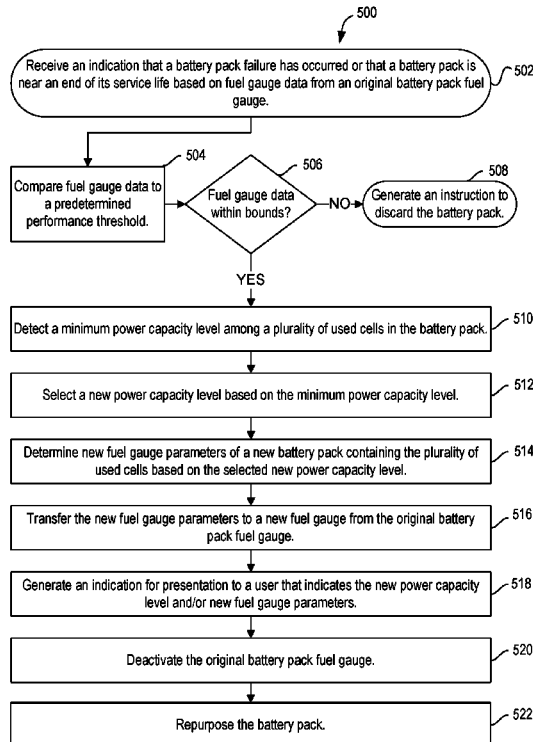 500
Receive an indication that a battery pack failure has occurred or that a battery pack is
near an end of its service life based on fuel gauge data from an original battery pack fuel
gauge.
502
504
Compare fuel gauge data to
a predetermined
performance threshold.
506
Fuel gauge data
within bounds?
NO
508
Generate an instruction to
discard the battery pack.
YES
Detect a minimum power capacity level among a plurality of used cells in the battery pack.
510
Select a new power capacity level based on the minimum power capacity level.
512
Determine new fuel gauge parameters of a new battery pack containing the plurality of
used cells based on the selected new power capacity level.
514
Transfer the new fuel gauge parameters to a new fuel gauge from the original battery
pack fuel gauge.
516
Generate an indication for presentation to a user that indicates the new power capacity
level and/or new fuel gauge parameters.
518
Deactivate the original battery pack fuel gauge.
520
Repurpose the battery pack.
522